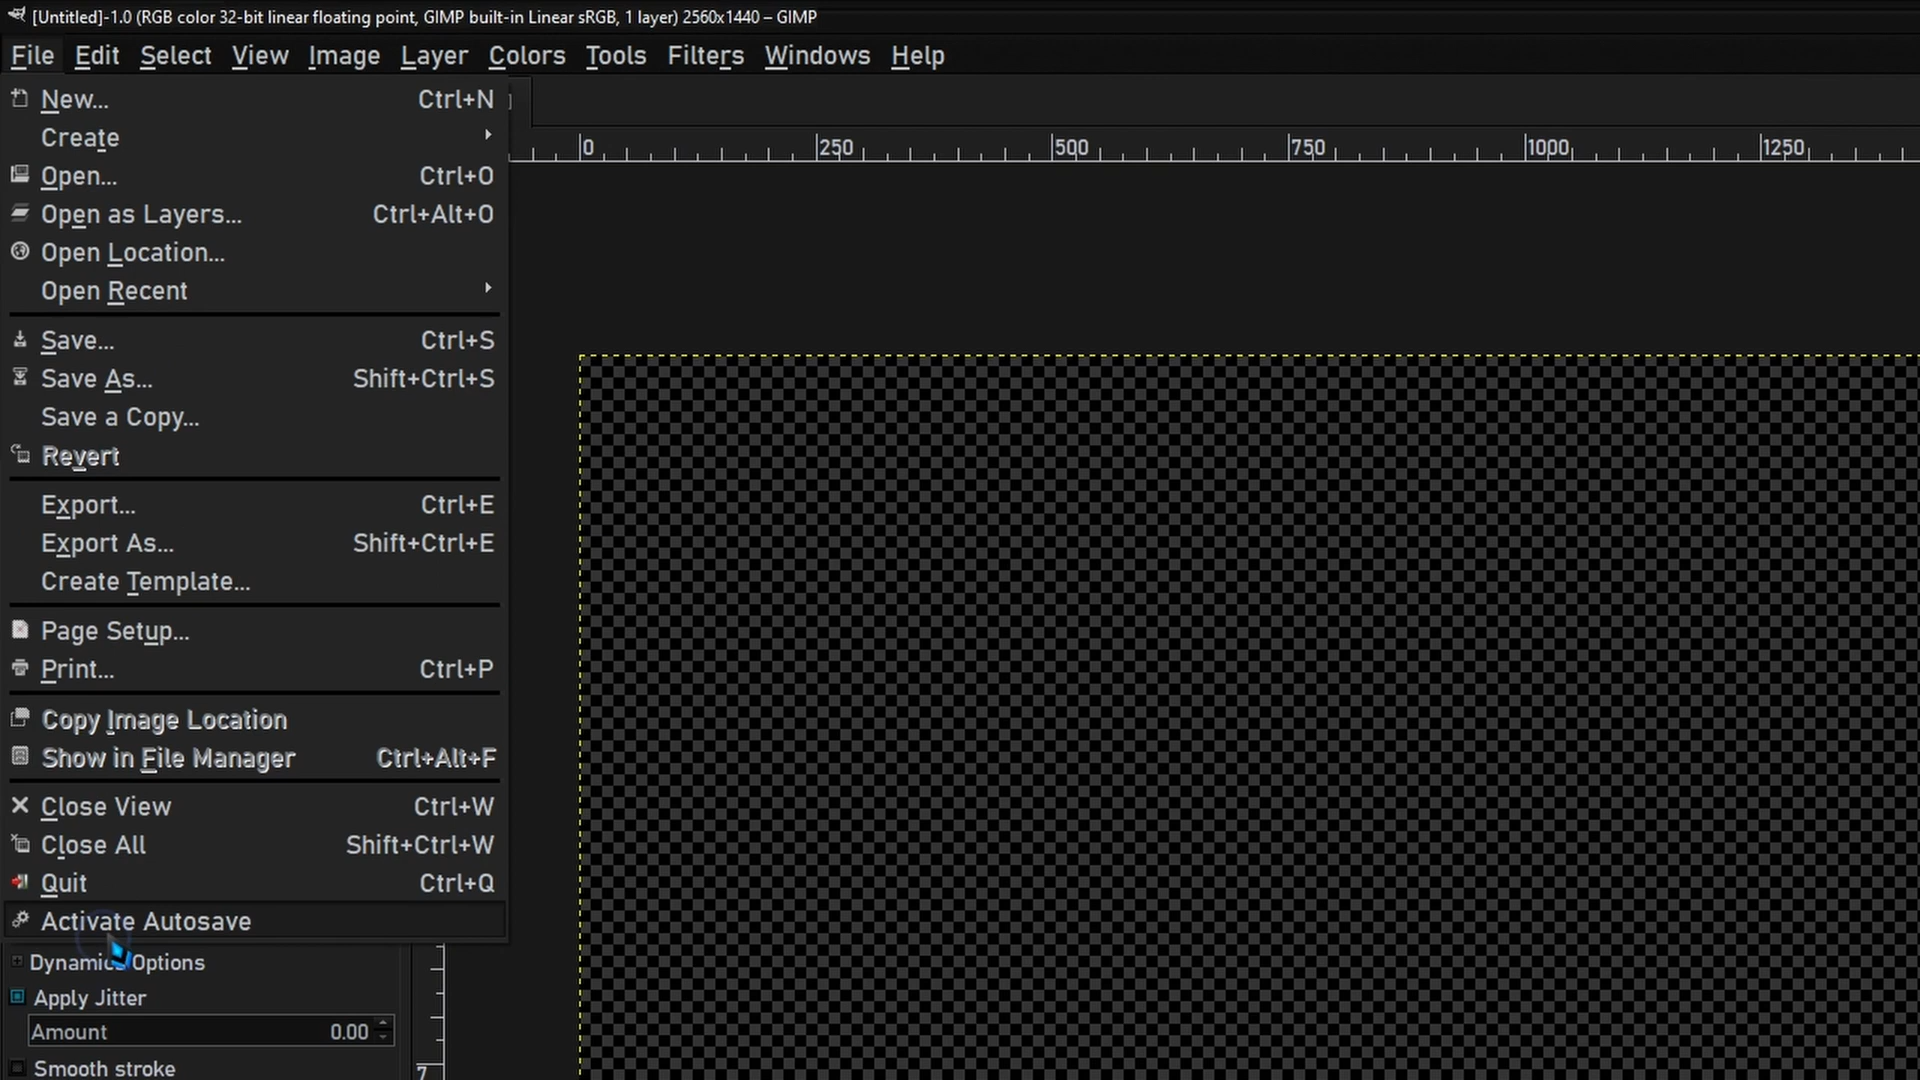 [Untitled]-1.0 (RGB color 32-bit linear floating point, GIMP built-in Linear sRGB, 1 layer) 2560x1440 – GIMP
File Edit Select View Image Layer Colors Tools Filters Windows Help
New... Ctrl+N
Create
Open... Ctrl+O
Open as Layers... Ctrl+Alt+O
Open Location...
Open Recent
Save... Ctrl+S
Save As... Shift+Ctrl+S
Save a Copy...
Revert
Export... Ctrl+E
Export As... Shift+Ctrl+E
Create Template...
Page Setup...
Print... Ctrl+P
Copy Image Location
Show in File Manager Ctrl+Alt+F
Close View Ctrl+W
Close All Shift+Ctrl+W
Quit Ctrl+Q
Activate Autosave
Dynamics Options
Apply Jitter
Amount 0.00
Smooth stroke
0 250 500 750 1000 1250
7